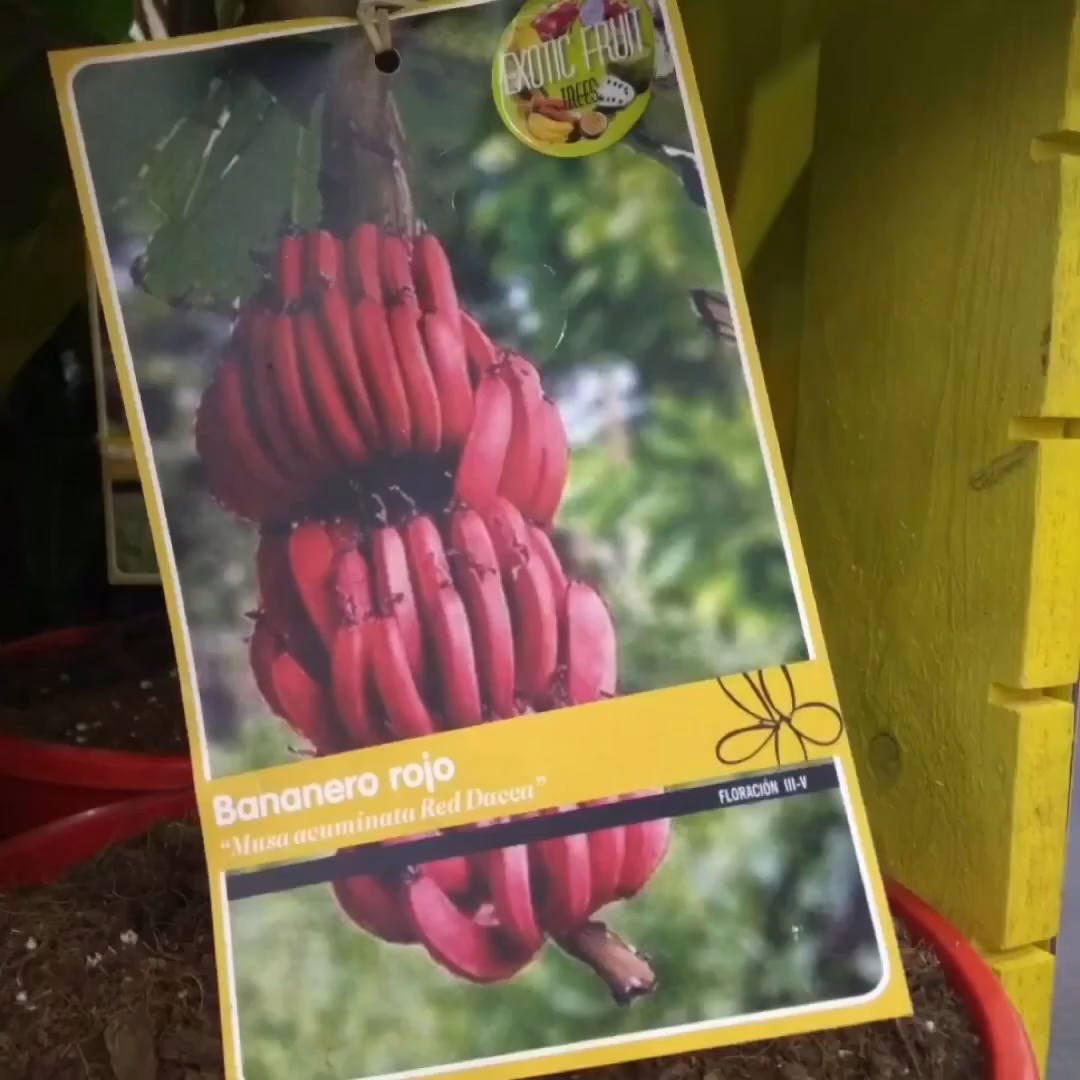 EXOTIC FRUIT
TREES
Bananero rojo
“Musa acuminata Red Dacca”
FLORACIÓN III-V